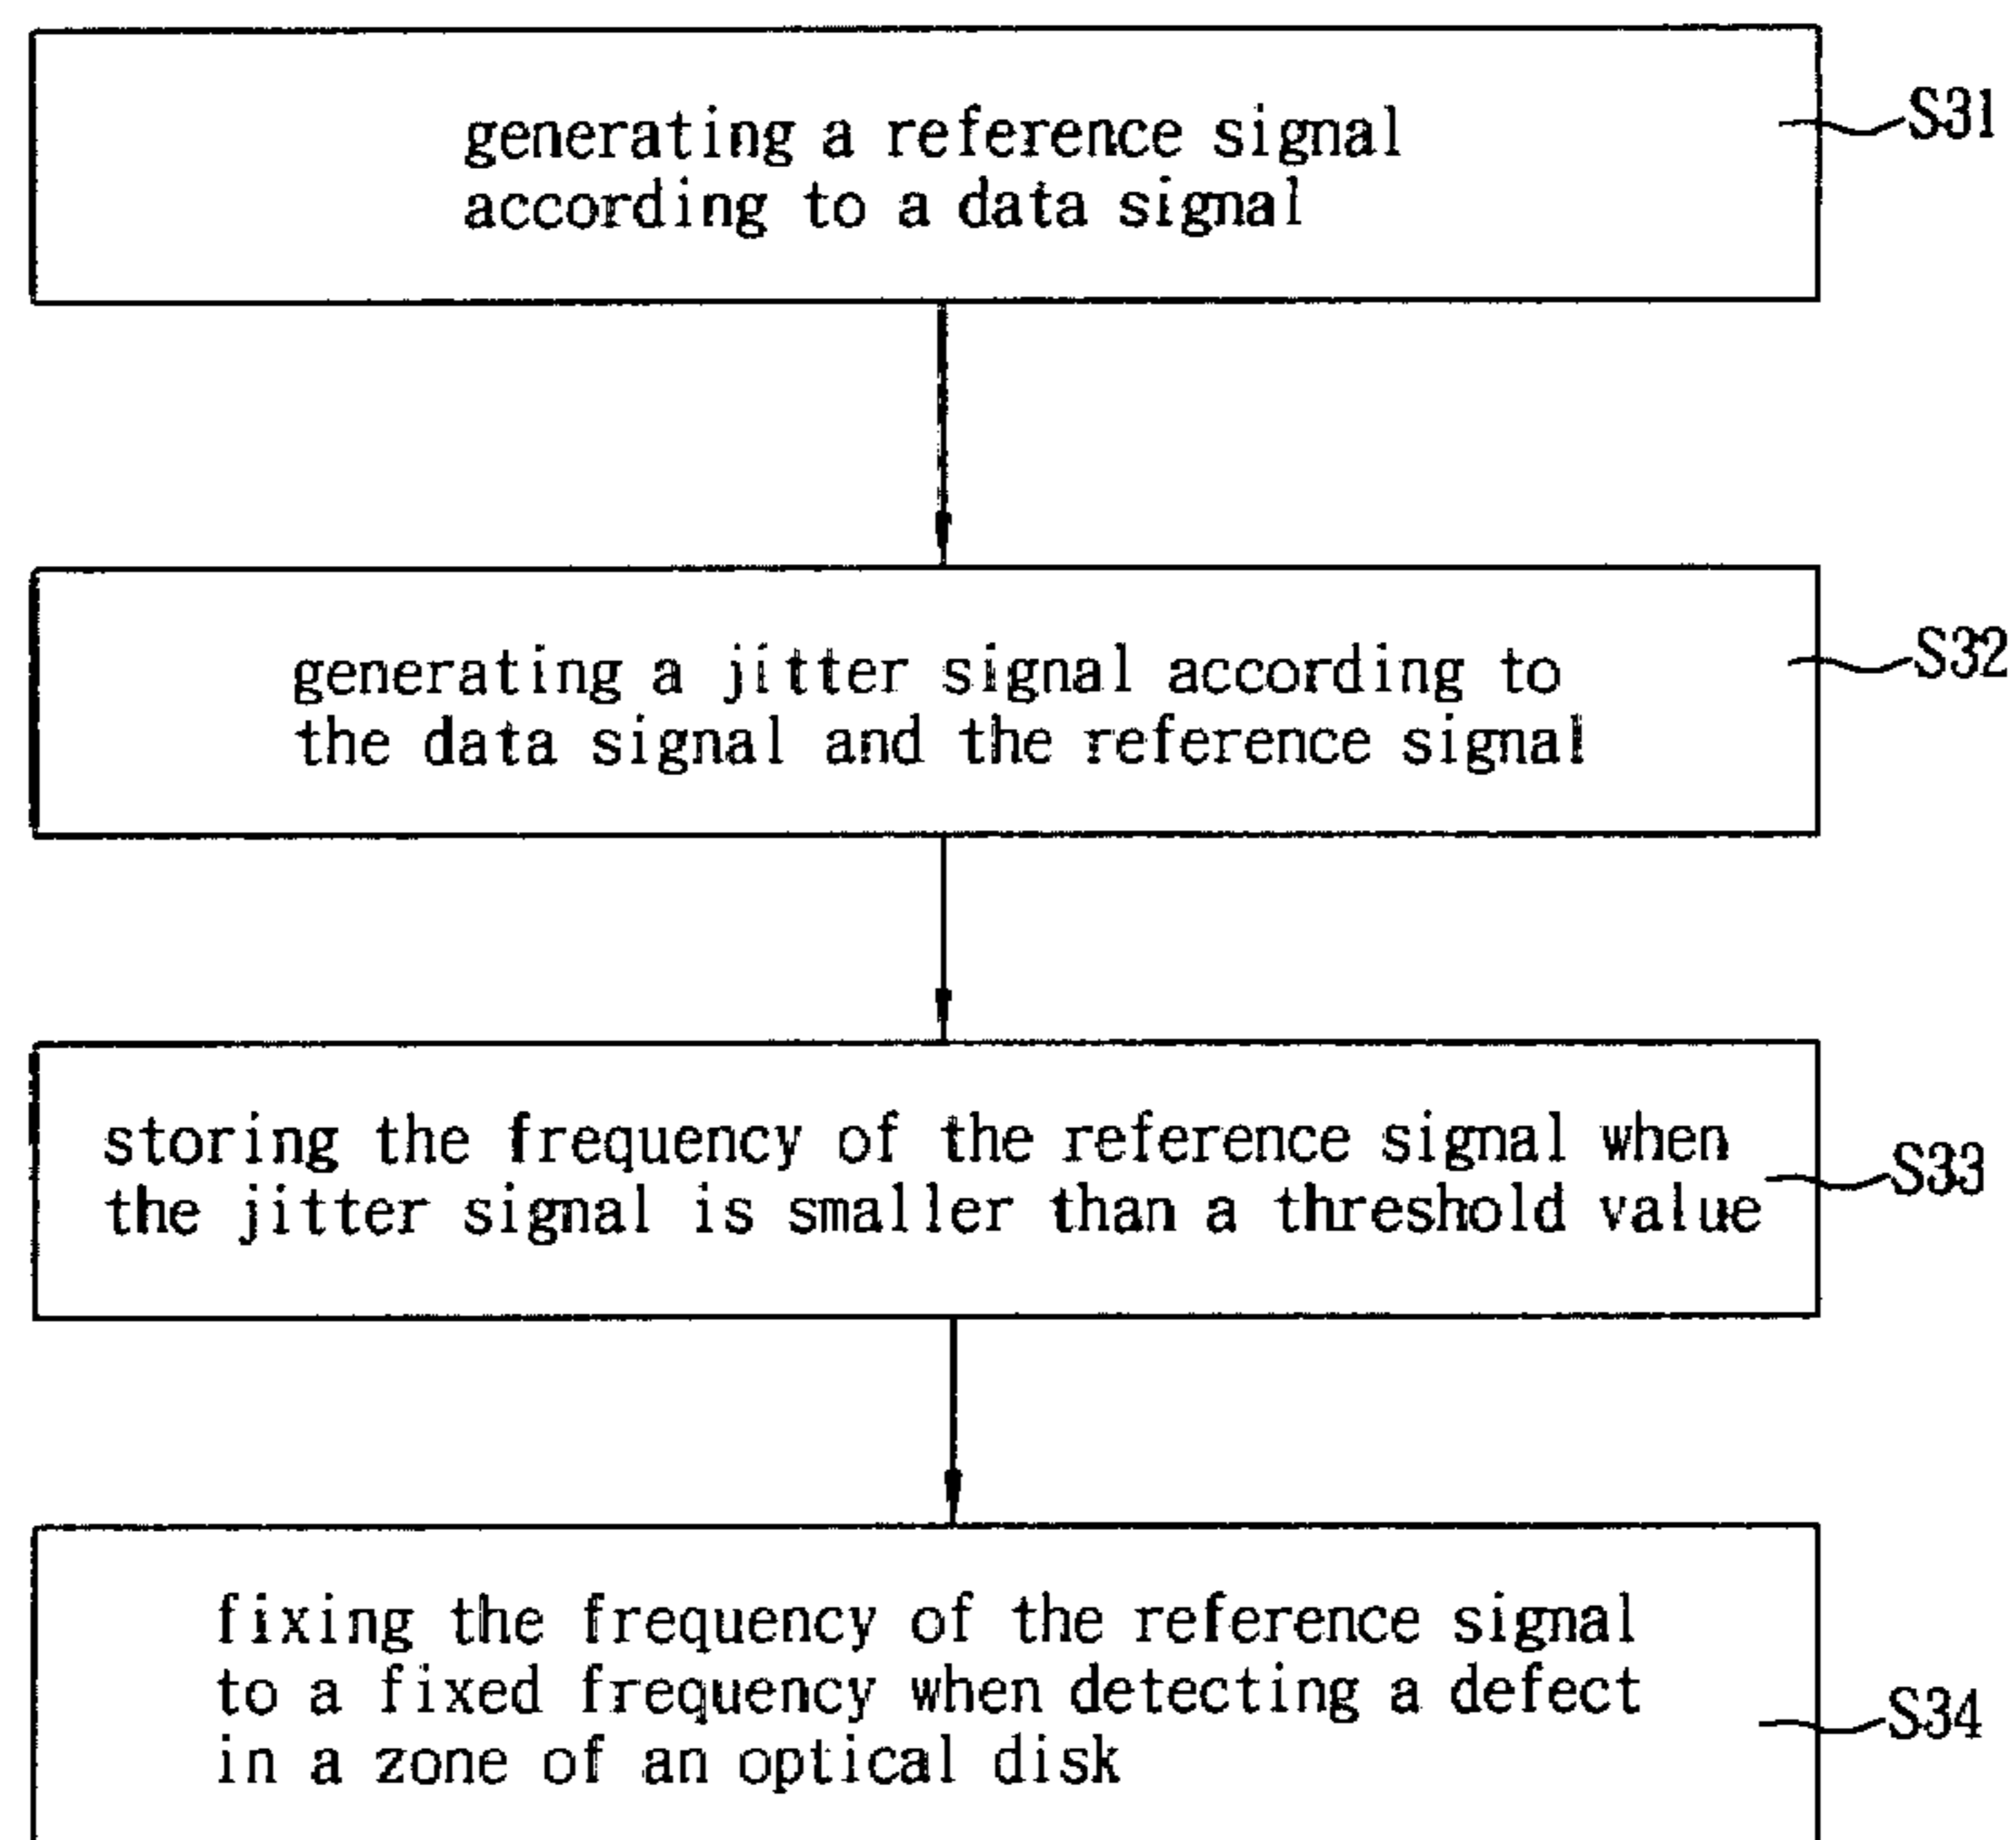 generating a reference signal
according to a data signal
S31
generating a jitter signal according to
the data signal and the reference signal
S32
storing the frequency of the reference signal when
the jitter signal is smaller than a threshold value
S33
fixing the frequency of the reference signal
to a fixed frequency when detecting a defect
in a zone of an optical disk
S34